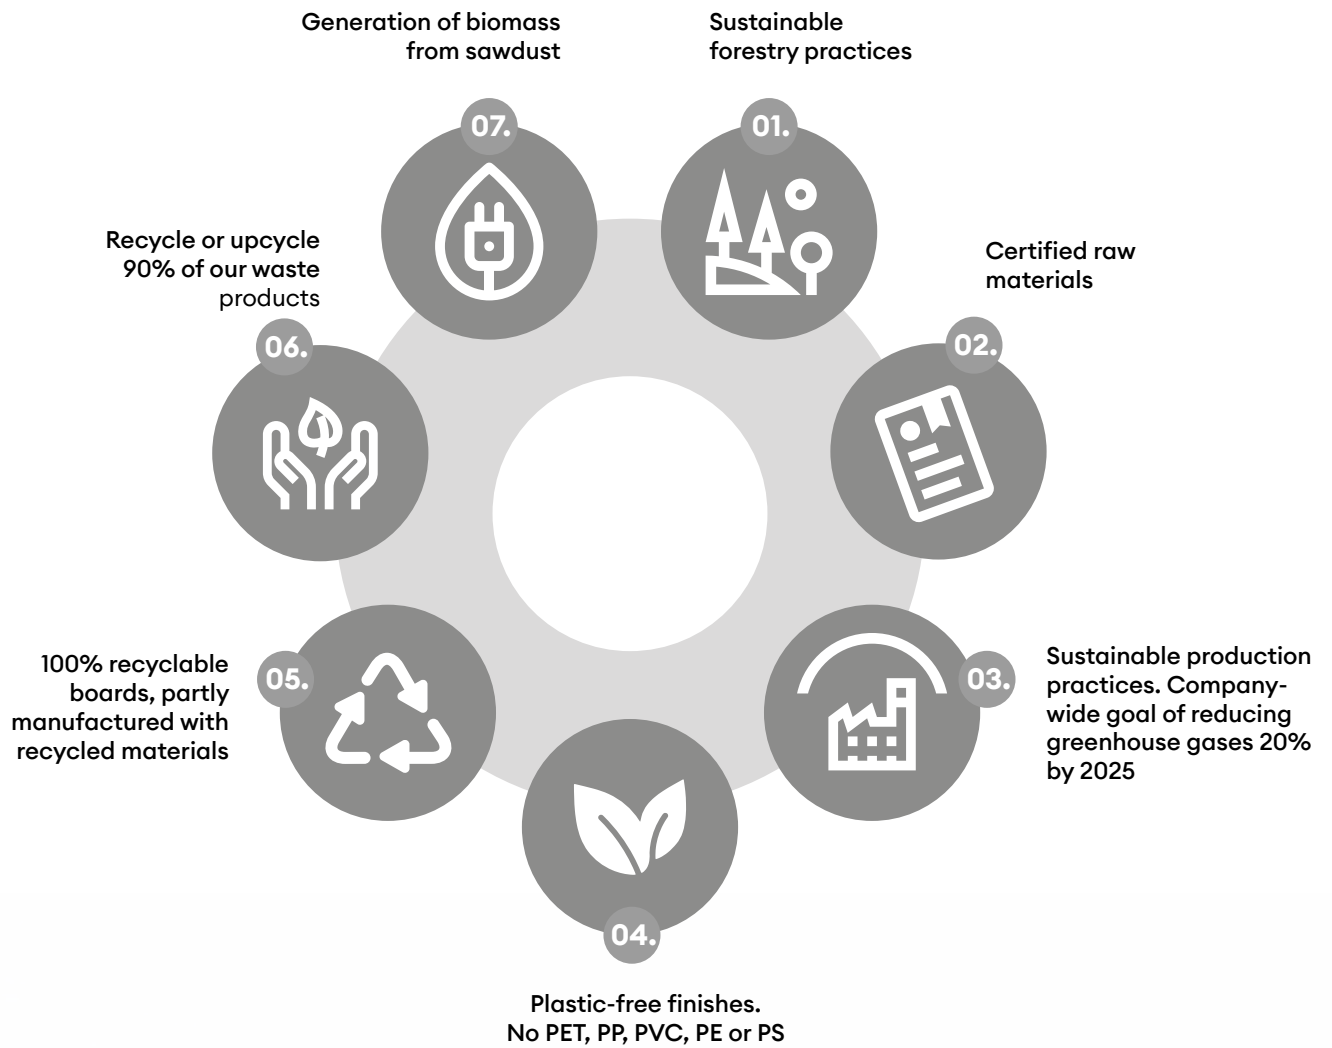 Generation of biomass
from sawdust
07.
Sustainable
forestry practices
01.
Certified raw
materials
02.
Sustainable production
practices. Company-
wide goal of reducing
greenhouse gases 20%
by 2025
03.
Plastic-free finishes.
No PET, PP, PVC, PE or PS
04.
100% recyclable
boards, partly
manufactured with
recycled materials
05.
Recycle or upcycle
90% of our waste
products
06.